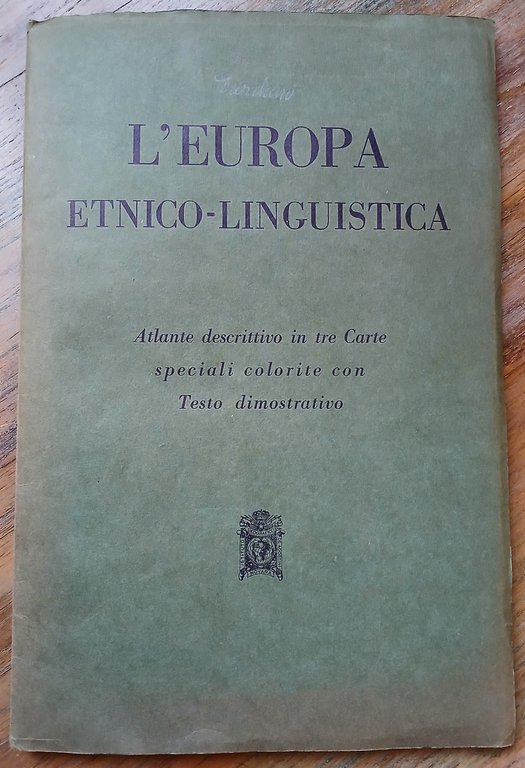 L'EUROPA
ETNICO-LINGUISTICA
Atlante descrittivo in tre Carte
speciali colorite con
Testo dimostrativo